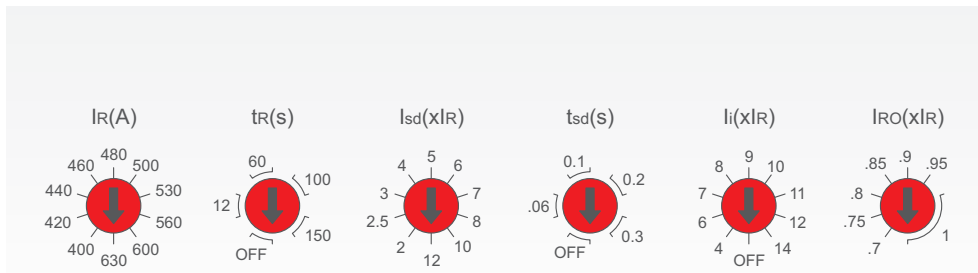 IR(A) tR(s) Isd(xIR) tsd(s) Ii(xIR) IRO(xIR)
480 60 5 0.1 9 .9
460 500 100 4 6 0.2 8 10 .85 .95
440 530 12 3 7 .06 7 11 .8
420 560 150 2.5 8 0.3 6 12 .75 1
400 600 OFF 2 10 OFF 4 14 .7
630 12 OFF